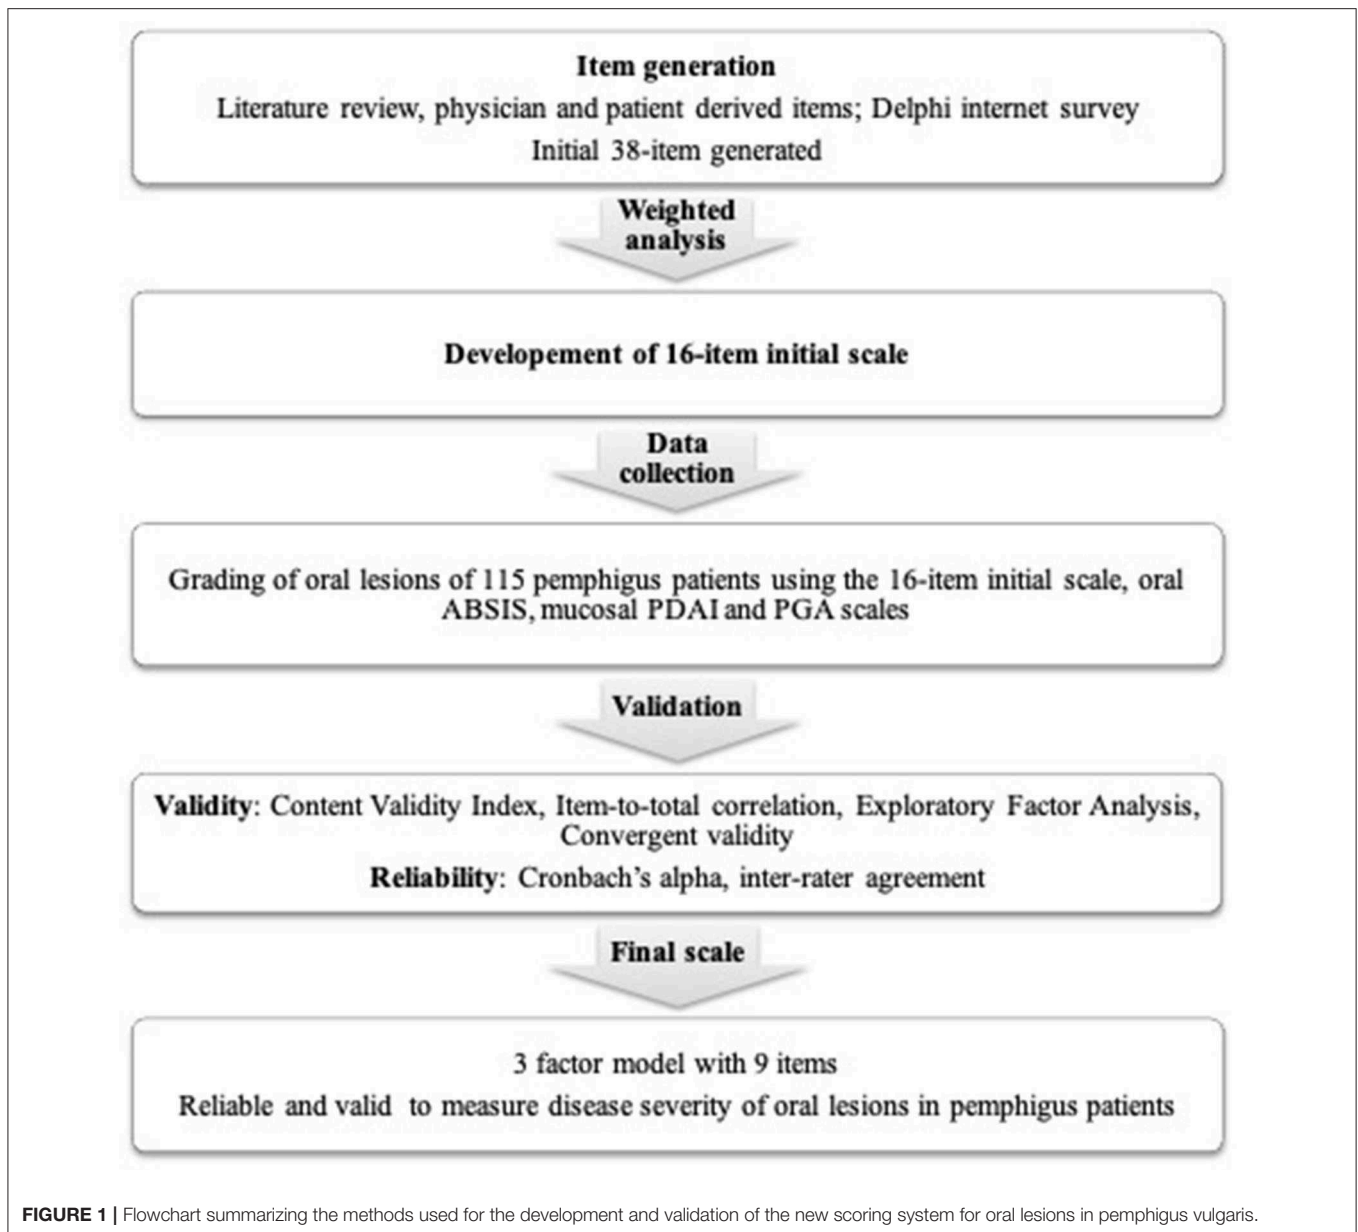 Item generation
Literature review, physician and patient derived items; Delphi internet survey
Initial 38-item generated
Weighted
analysis
Developement of 16-item initial scale
Data
collection
Grading of oral lesions of 115 pemphigus patients using the 16-item initial scale, oral
ABSIS, mucosal PDAI and PGA scales
Validation
Validity: Content Validity Index, Item-to-total correlation, Exploratory Factor Analysis,
Convergent validity
Reliability: Cronbach's alpha, inter-rater agreement
Final scale
3 factor model with 9 items
Reliable and valid to measure disease severity of oral lesions in pemphigus patients
FIGURE 1 | Flowchart summarizing the methods used for the development and validation of the new scoring system for oral lesions in pemphigus vulgaris.